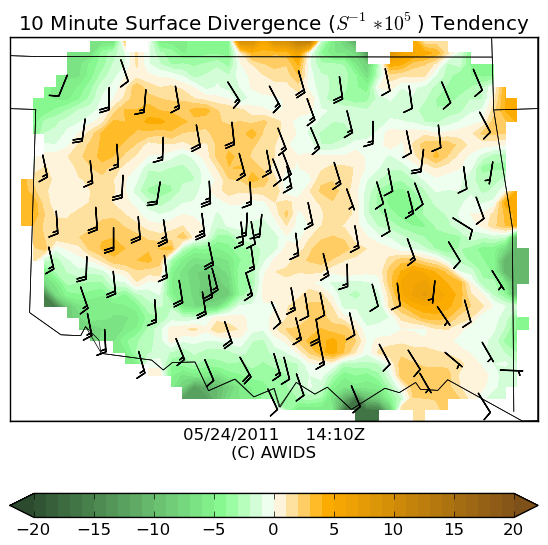 10 Minute Surface Divergence (S⁻¹ *10⁵ ) Tendency
05/24/2011 14:10Z
(C) AWIDS
−20 −15 −10 −5 0 5 10 15 20